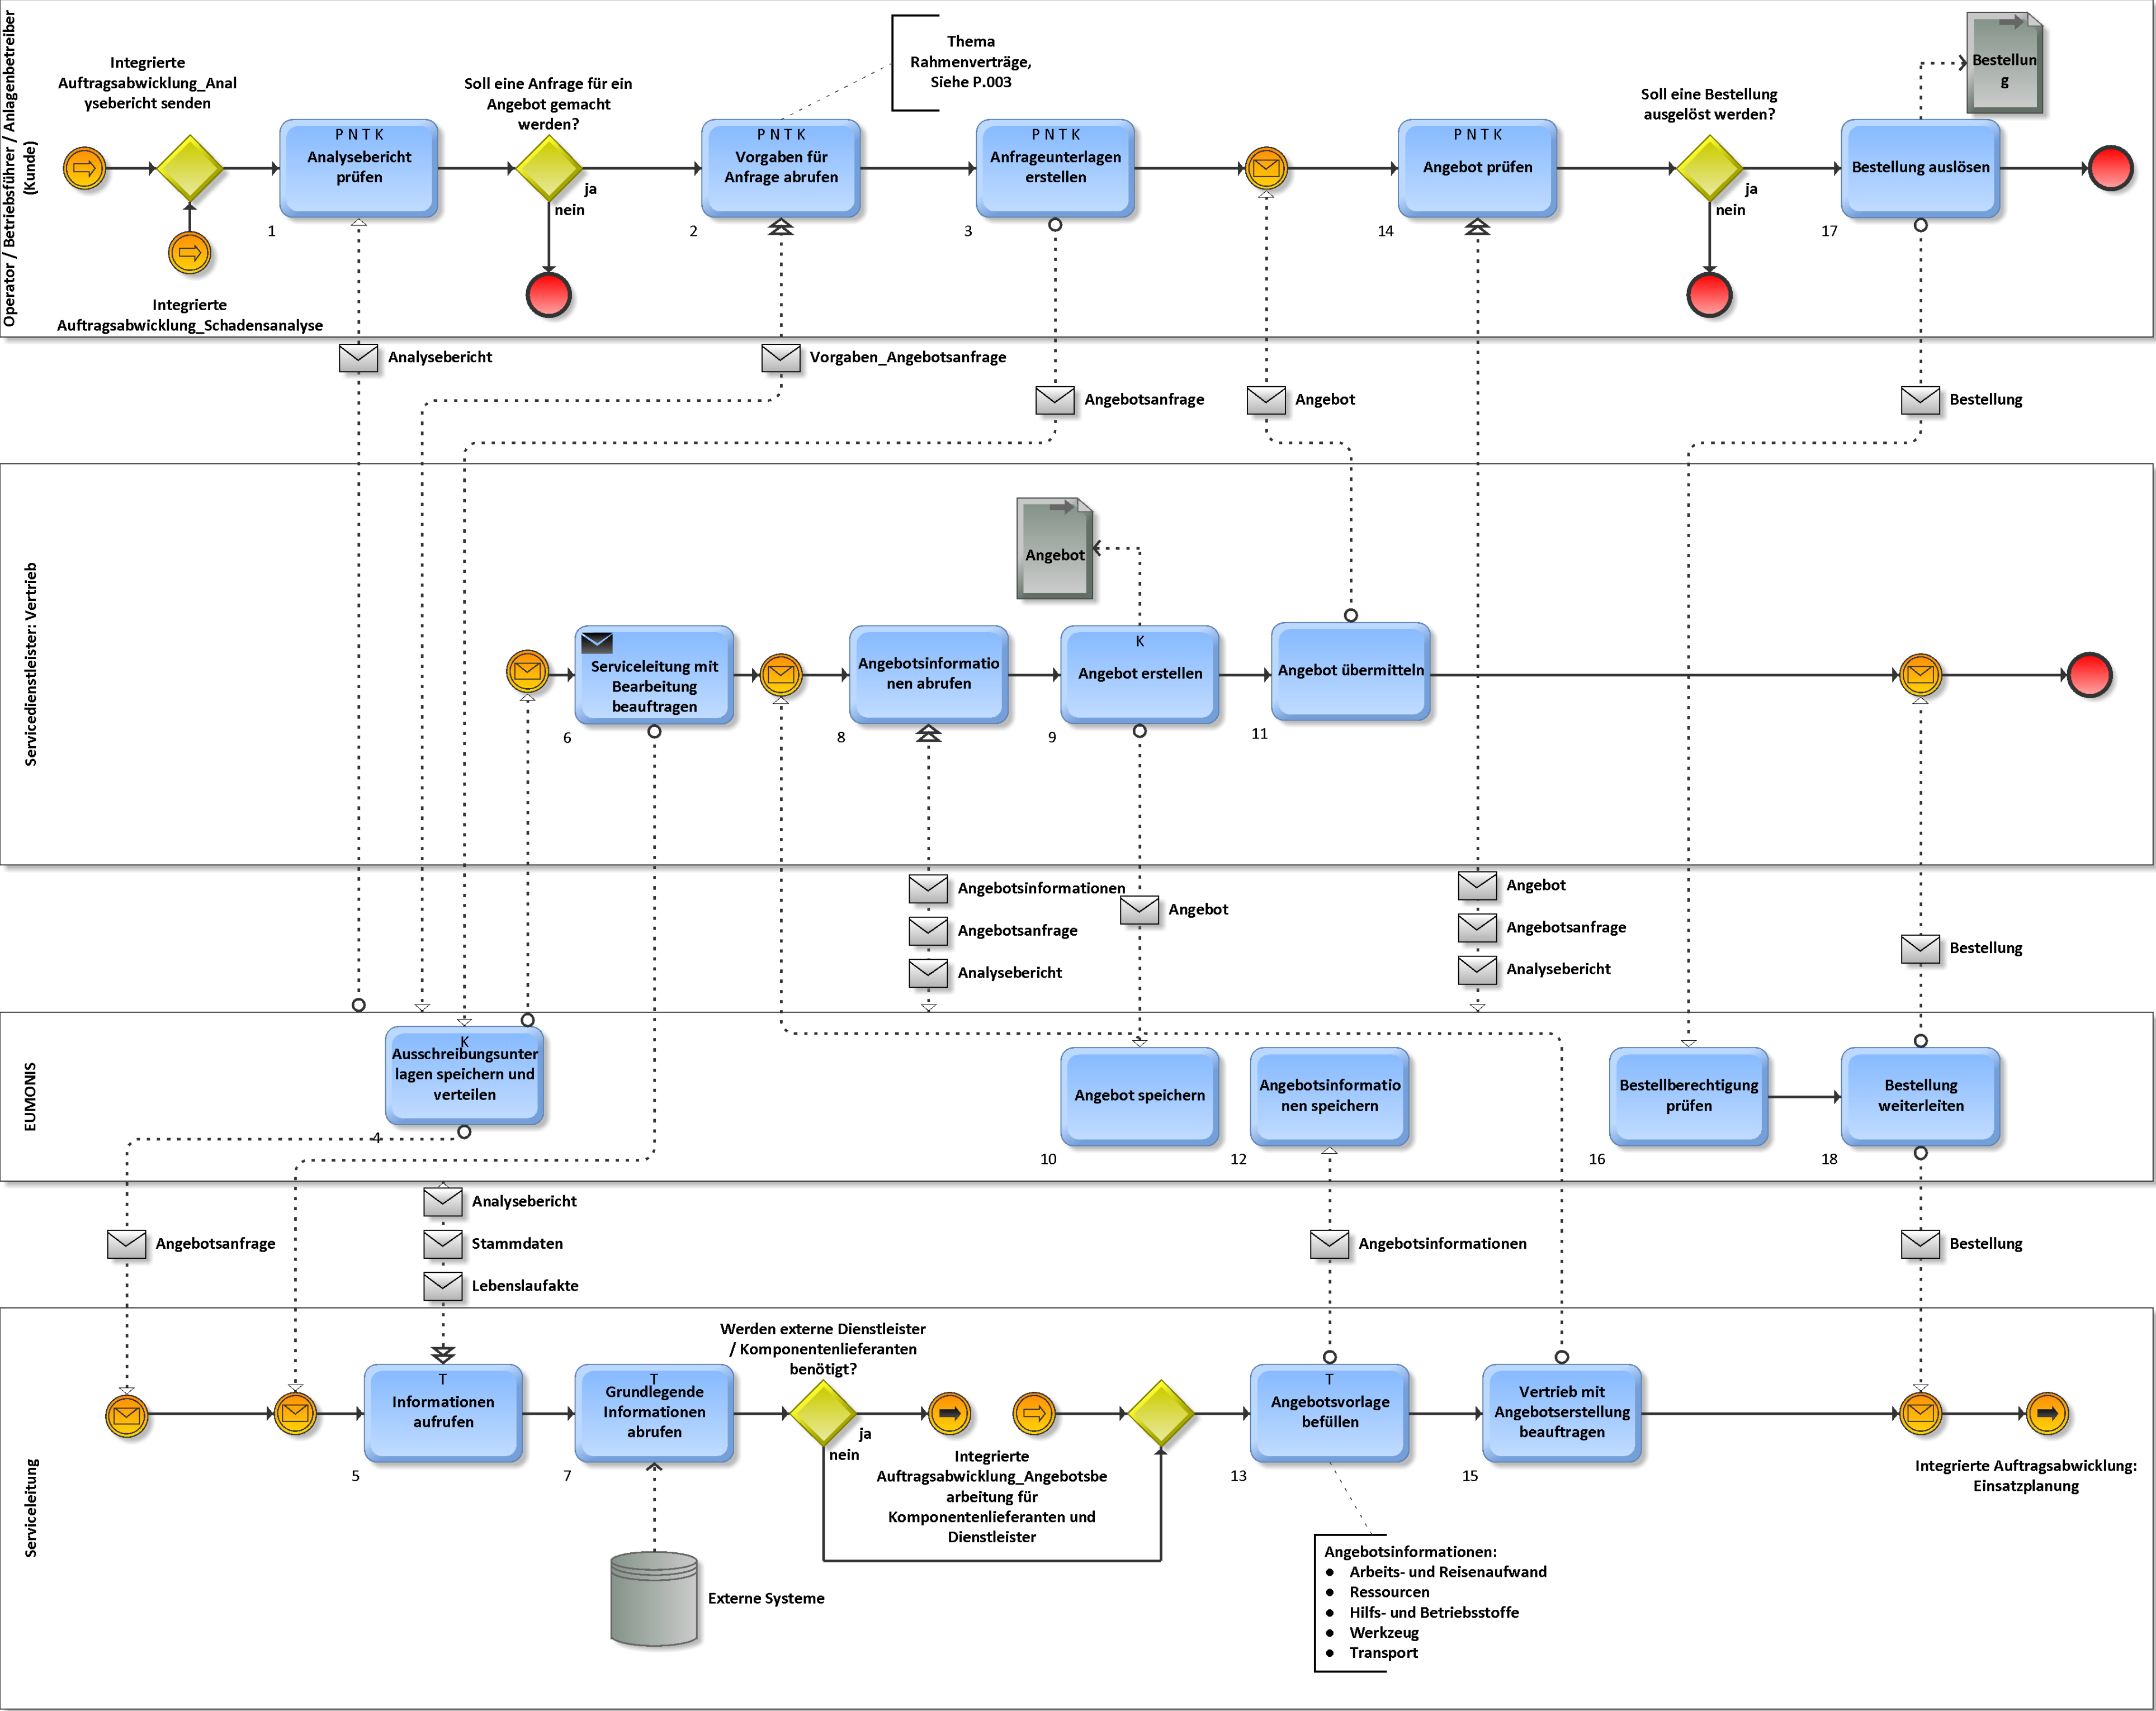 Operator / Betriebsführer / Anlagenbetreiber
(Kunde)
Integrierte
Auftragsabwicklung_Anal
ysebericht senden
Integrierte
Auftragsabwicklung_Schadensanalyse
P N T K
Analysebericht
prüfen
1
Soll eine Anfrage für ein
Angebot gemacht
werden?
ja
nein
P N T K
Vorgaben für
Anfrage abrufen
2
Thema
Rahmenverträge,
Siehe P.003
P N T K
Anfrageunterlagen
erstellen
3
P N T K
Angebot prüfen
14
Soll eine Bestellung
ausgelöst werden?
ja
nein
Bestellung auslösen
17
Bestellun
g
Analysebericht
Vorgaben_Angebotsanfrage
Angebotsanfrage
Angebot
Bestellung
Servicedienstleister: Vertrieb
Serviceleitung mit
Bearbeitung
beauftragen
6
Angebotsinformatio
nen abrufen
8
Angebot
K
Angebot erstellen
9
Angebot übermitteln
11
Angebotsinformationen
Angebotsanfrage
Analysebericht
Angebot
Angebot
Angebotsanfrage
Analysebericht
Bestellung
EUMONIS
K
Ausschreibungsunter
lagen speichern und
verteilen
4
Angebot speichern
10
Angebotsinformatio
nen speichern
12
Bestellberechtigung
prüfen
16
Bestellung
weiterleiten
18
Angebotsanfrage
Analysebericht
Stammdaten
Lebenslaufakte
Angebotsinformationen
Bestellung
Serviceleitung
T
Informationen
aufrufen
5
T
Grundlegende
Informationen
abrufen
7
Externe Systeme
Werden externe Dienstleister
/ Komponentenlieferanten
benötigt?
ja
nein
Integrierte
Auftragsabwicklung_Angebotsbe
arbeitung für
Komponentenlieferanten und
Dienstleister
T
Angebotsvorlage
befüllen
13
Vertrieb mit
Angebotserstellung
beauftragen
15
Integrierte Auftragsabwicklung:
Einsatzplanung
Angebotsinformationen:
● Arbeits- und Reisenaufwand
● Ressourcen
● Hilfs- und Betriebsstoffe
● Werkzeug
● Transport